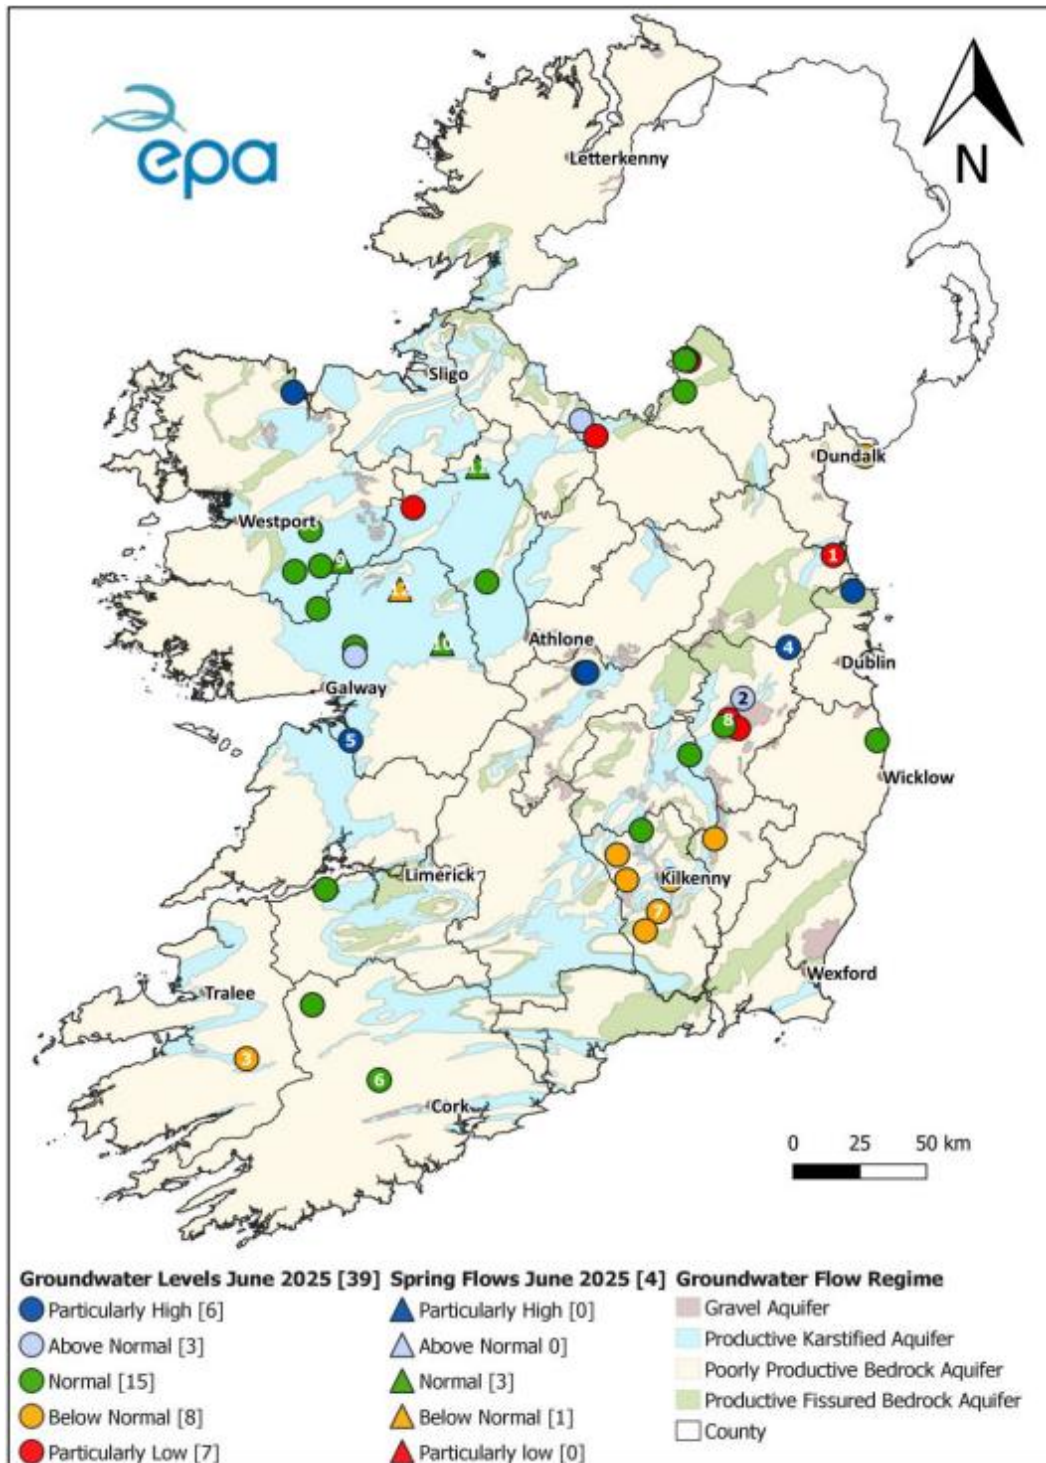 epa
N
Letterkenny
Sligo
Dundalk
Westport
9
1
Athlone
4
Dublin
Galway
2
8
5
Wicklow
Limerick
Kilkenny
7
Wexford
Tralee
3
6
Cork
0 25 50 km
Groundwater Levels June 2025 [39]
Particularly High [6]
Above Normal [3]
Normal [15]
Below Normal [8]
Particularly Low [7]
Spring Flows June 2025 [4]
Particularly High [0]
Above Normal 0]
Normal [3]
Below Normal [1]
Particularly low [0]
Groundwater Flow Regime
Gravel Aquifer
Productive Karstified Aquifer
Poorly Productive Bedrock Aquifer
Productive Fissured Bedrock Aquifer
County